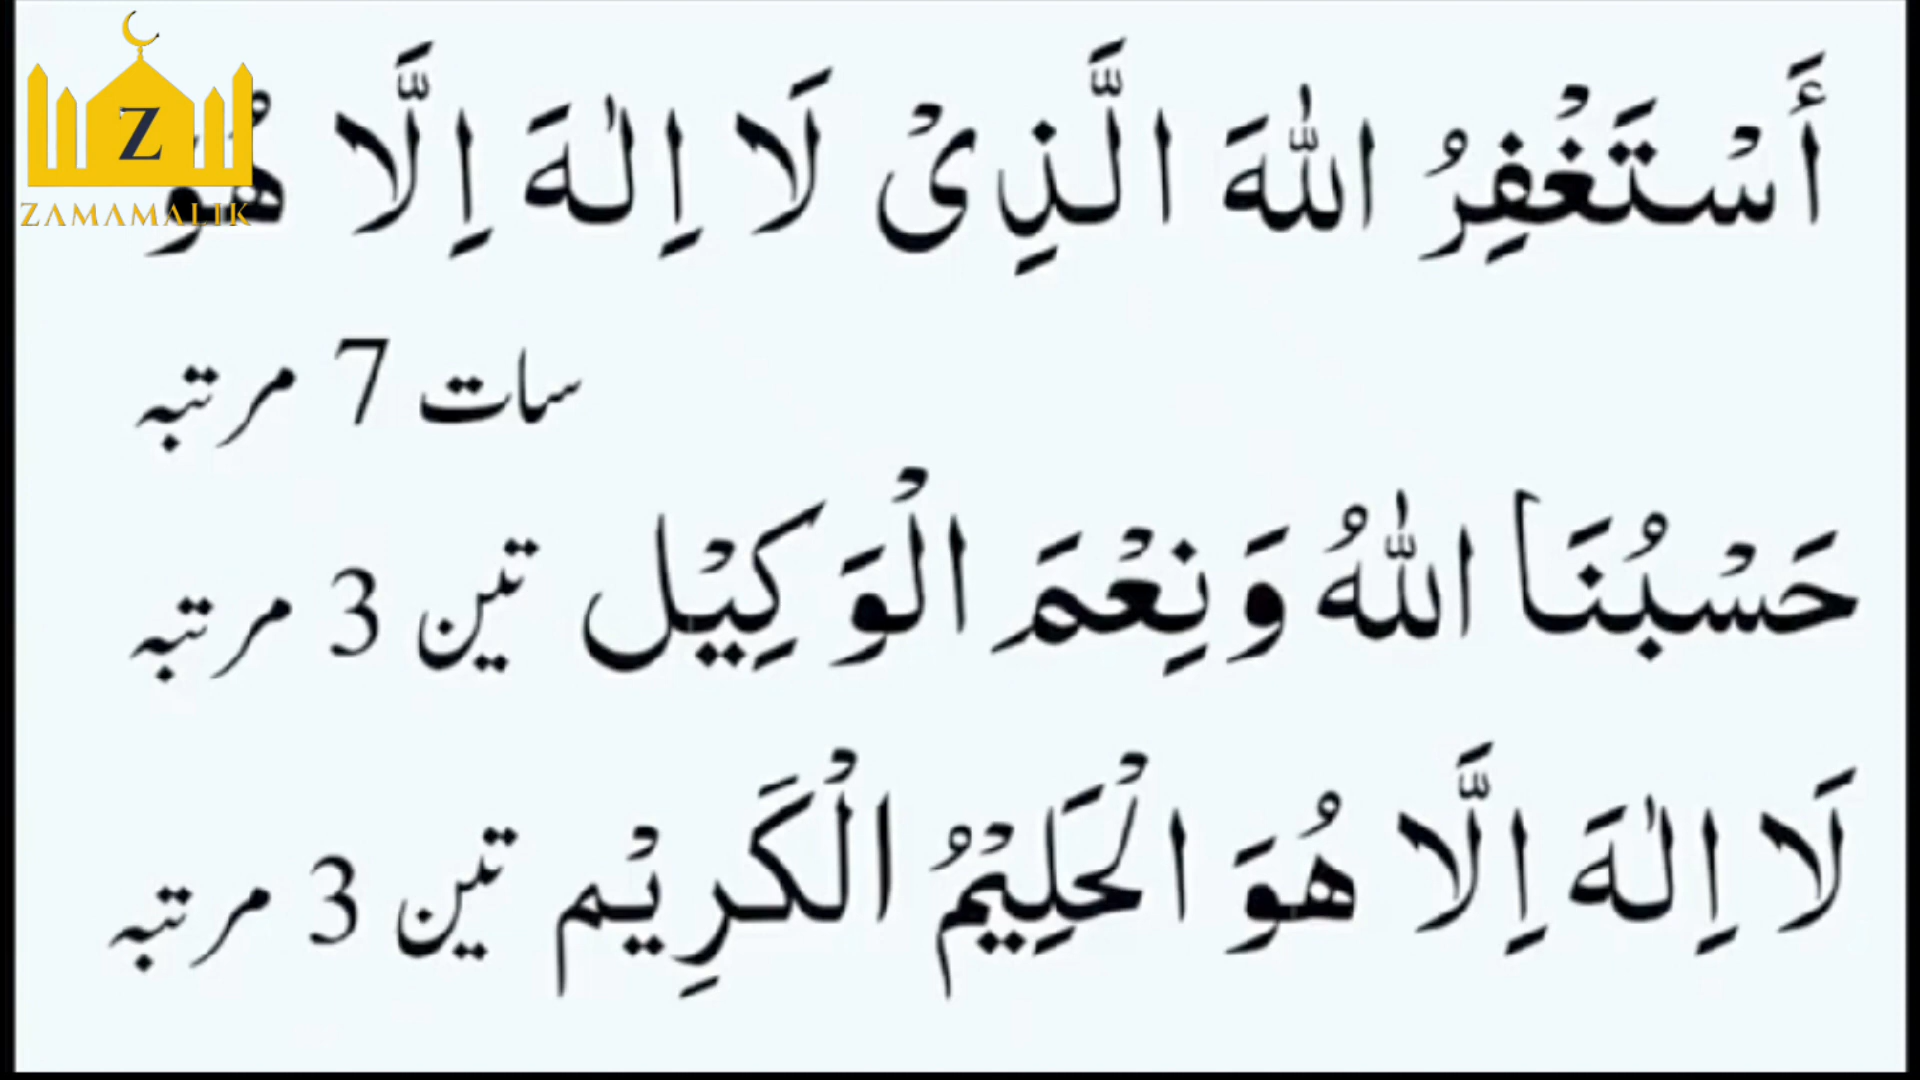 أَسْتَغْفِرُ اللّٰهَ الَّذِیْ لَا اِلٰهَ اِلَّا هُوَ
سات 7 مرتبہ
حَسْبُنَا اللّٰهُ وَنِعْمَ الْوَكِيْل تین 3 مرتبہ
لَا اِلٰهَ اِلَّا هُوَ الْحَلِيْمُ الْكَرِيْم تین 3 مرتبہ
Z
ZAMAMALIK